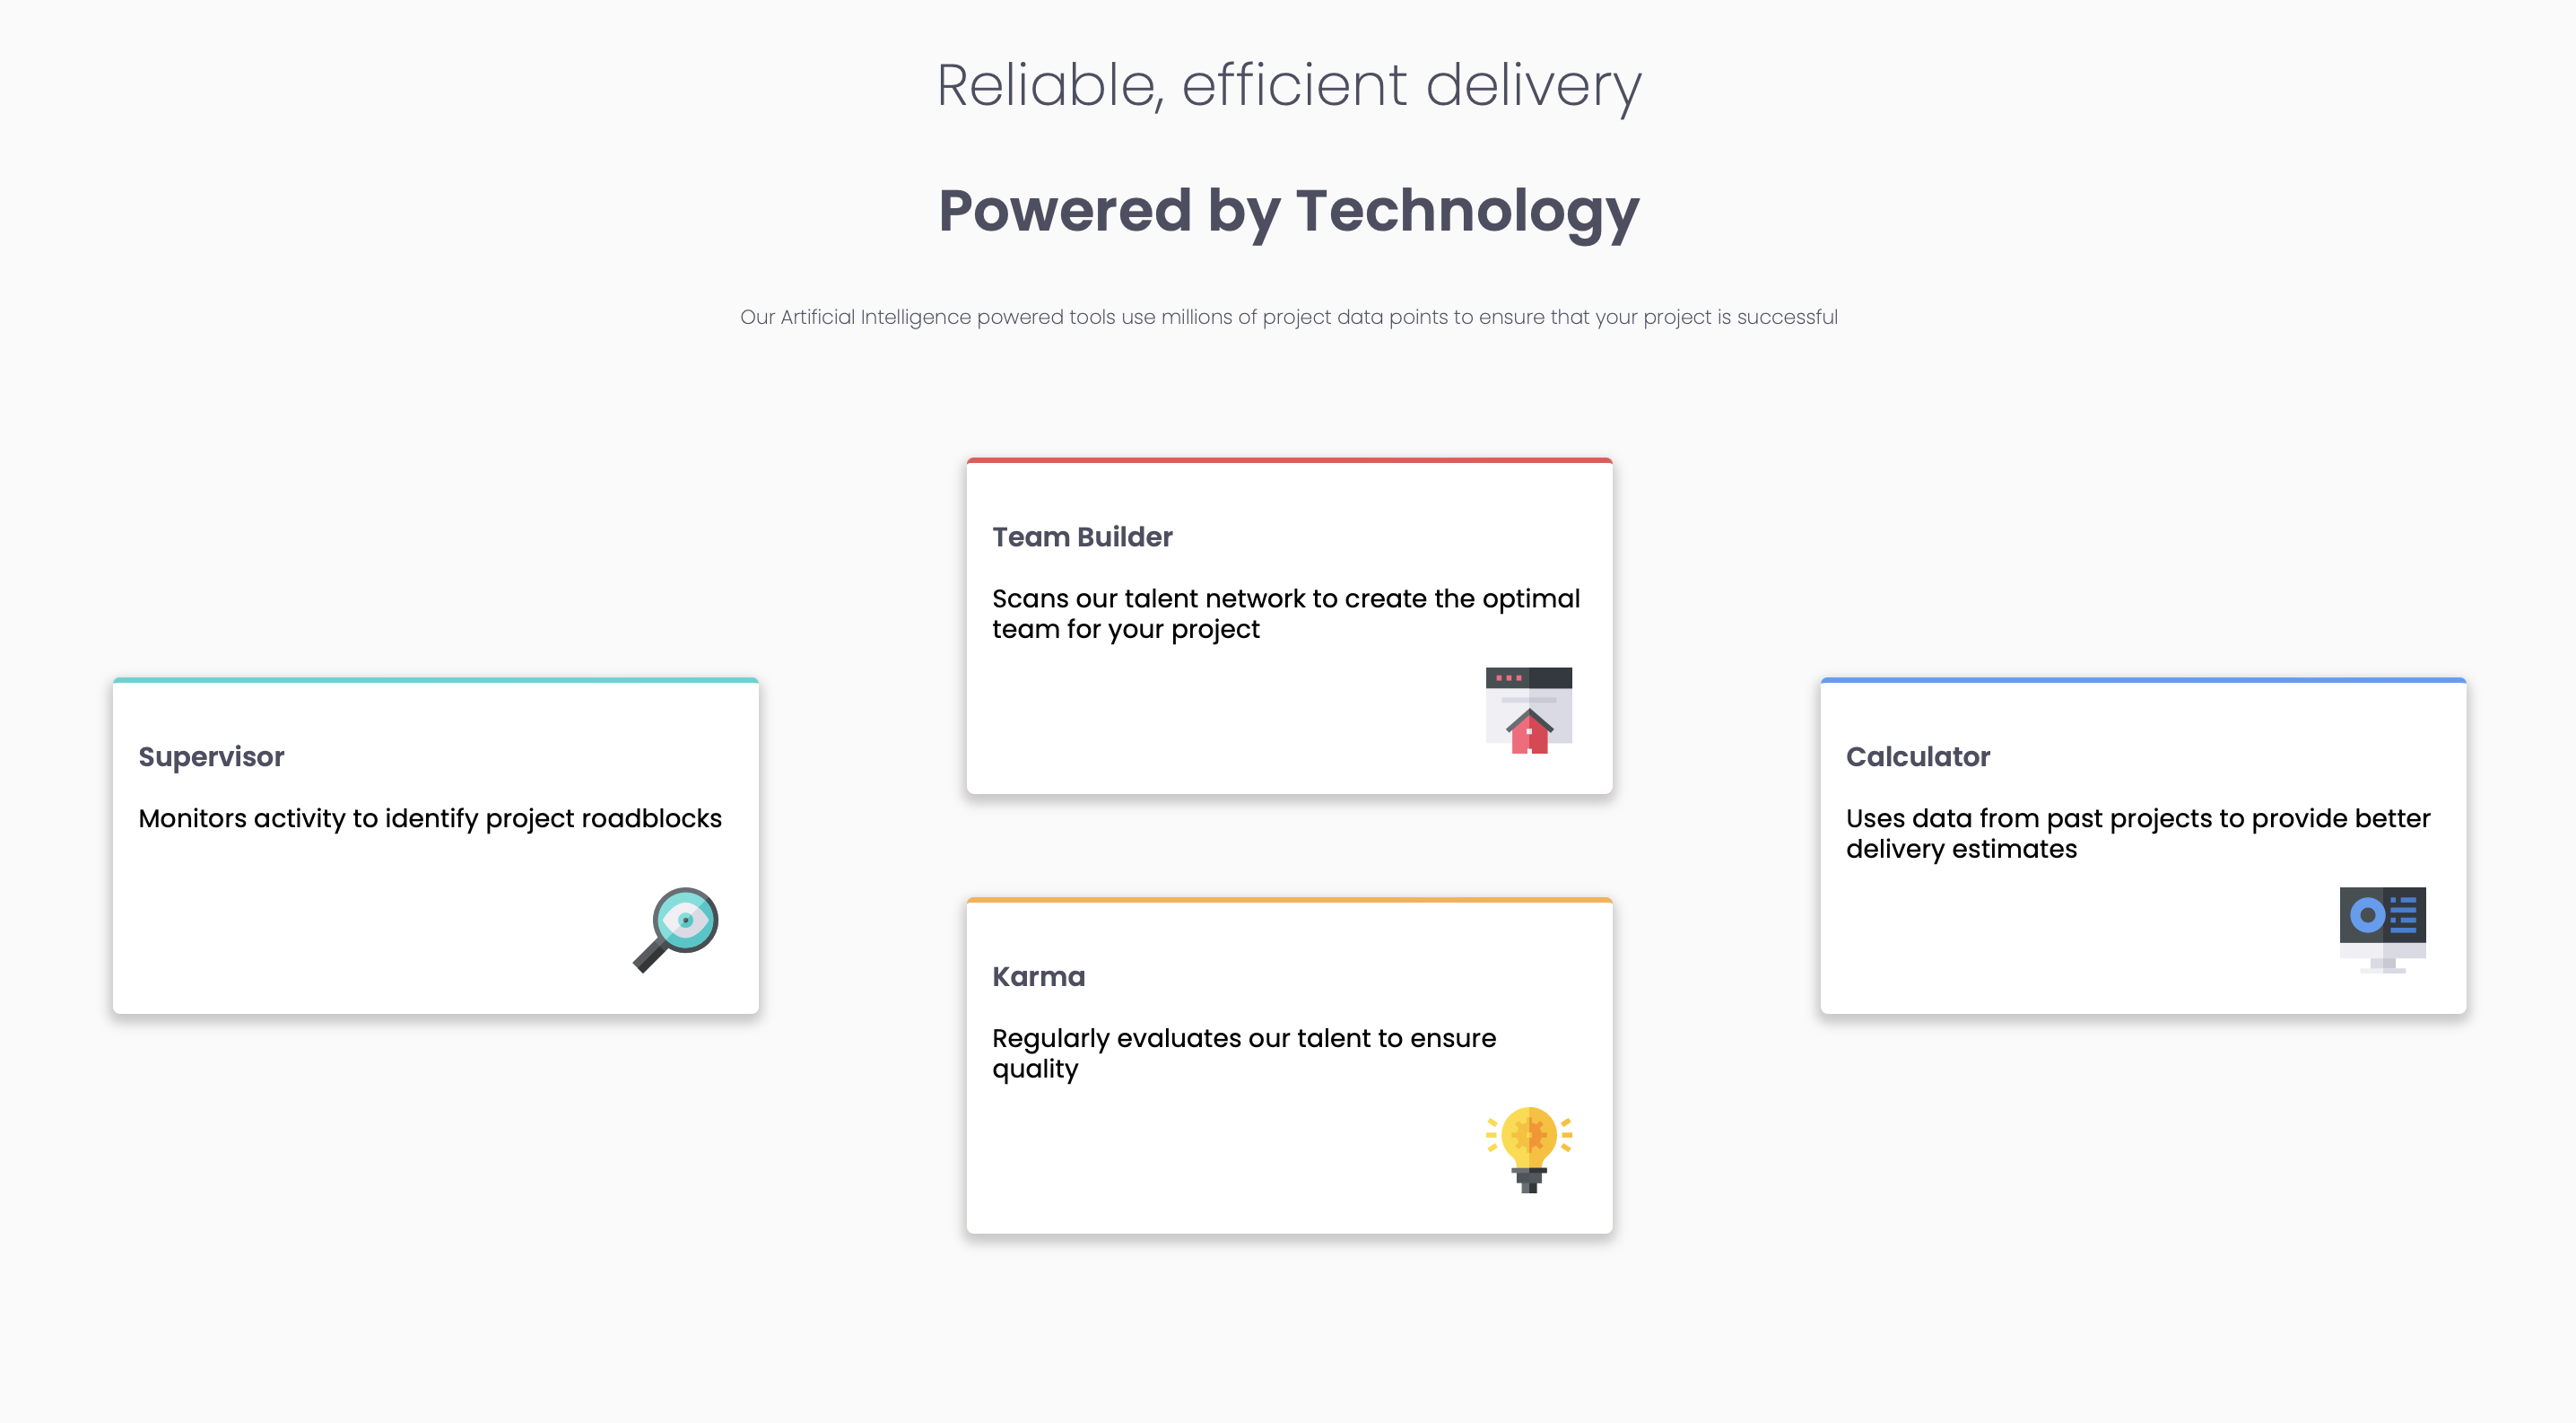 Reliable, efficient delivery
Powered by Technology
Our Artificial Intelligence powered tools use millions of project data points to ensure that your project is successful
Supervisor
Monitors activity to identify project roadblocks
Team Builder
Scans our talent network to create the optimal
team for your project
Karma
Regularly evaluates our talent to ensure
quality
Calculator
Uses data from past projects to provide better
delivery estimates